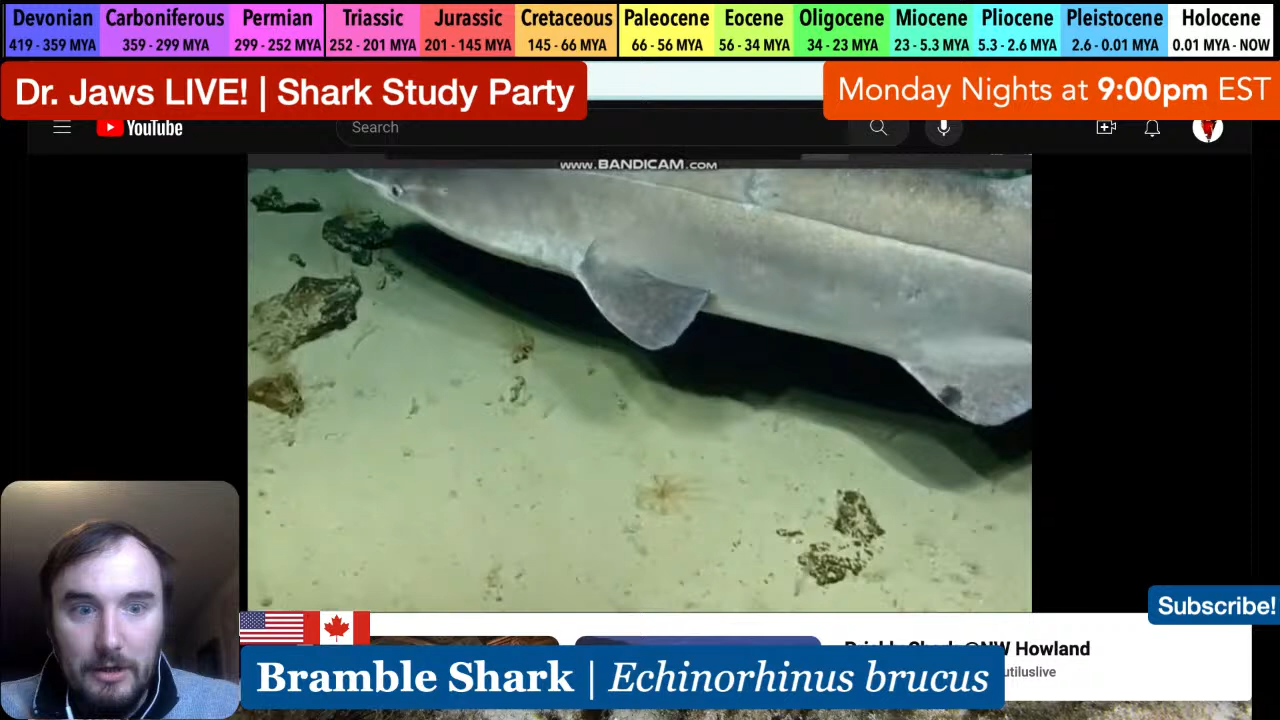 Devonian Carboniferous Permian Triassic Jurassic Cretaceous Paleocene Eocene Oligocene Miocene Pliocene Pleistocene Holocene
419 - 359 MYA 359 - 299 MYA 299 - 252 MYA 252 - 201 MYA 201 - 145 MYA 145 - 66 MYA 66 - 56 MYA 56 - 34 MYA 34 - 23 MYA 23 - 5.3 MYA 5.3 - 2.6 MYA 2.6 - 0.01 MYA 0.01 MYA - NOW
Dr. Jaws LIVE! | Shark Study Party
Monday Nights at 9:00pm EST
YouTube
Search
www.BANDICAM.com
Subscribe!
Howland
utiluslive
Bramble Shark | Echinorhinus brucus